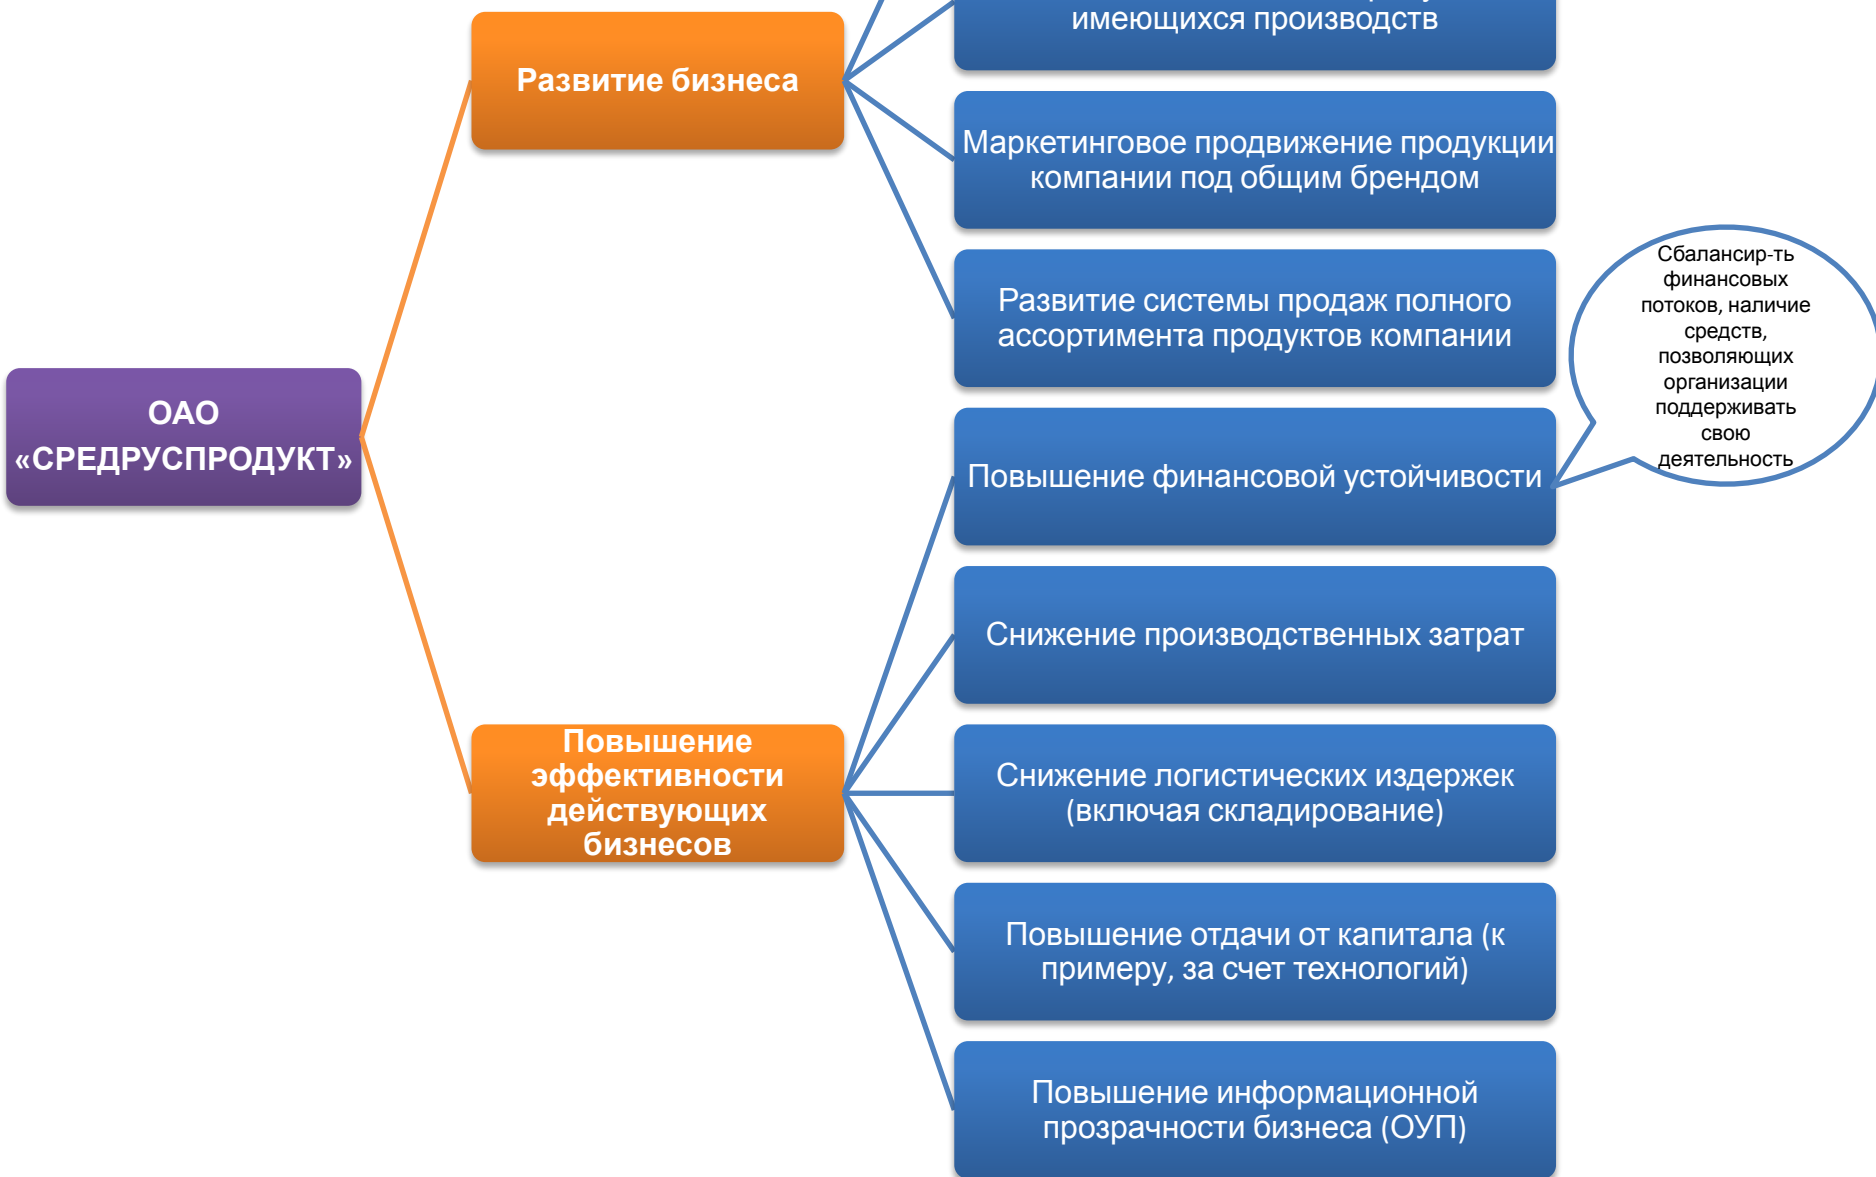 имеющихся производств
Развитие бизнеса
Маркетинговое продвижение продукции
компании под общим брендом
Развитие системы продаж полного
ассортимента продуктов компании
Сбалансир-ть
финансовых
потоков, наличие
средств,
позволяющих
организации
поддерживать
свою
деятельность
ОАО
«СРЕДРУСПРОДУКТ»
Повышение финансовой устойчивости
Снижение производственных затрат
Повышение
эффективности
действующих
бизнесов
Снижение логистических издержек
(включая складирование)
Повышение отдачи от капитала (к
примеру, за счет технологий)
Повышение информационной
прозрачности бизнеса (ОУП)